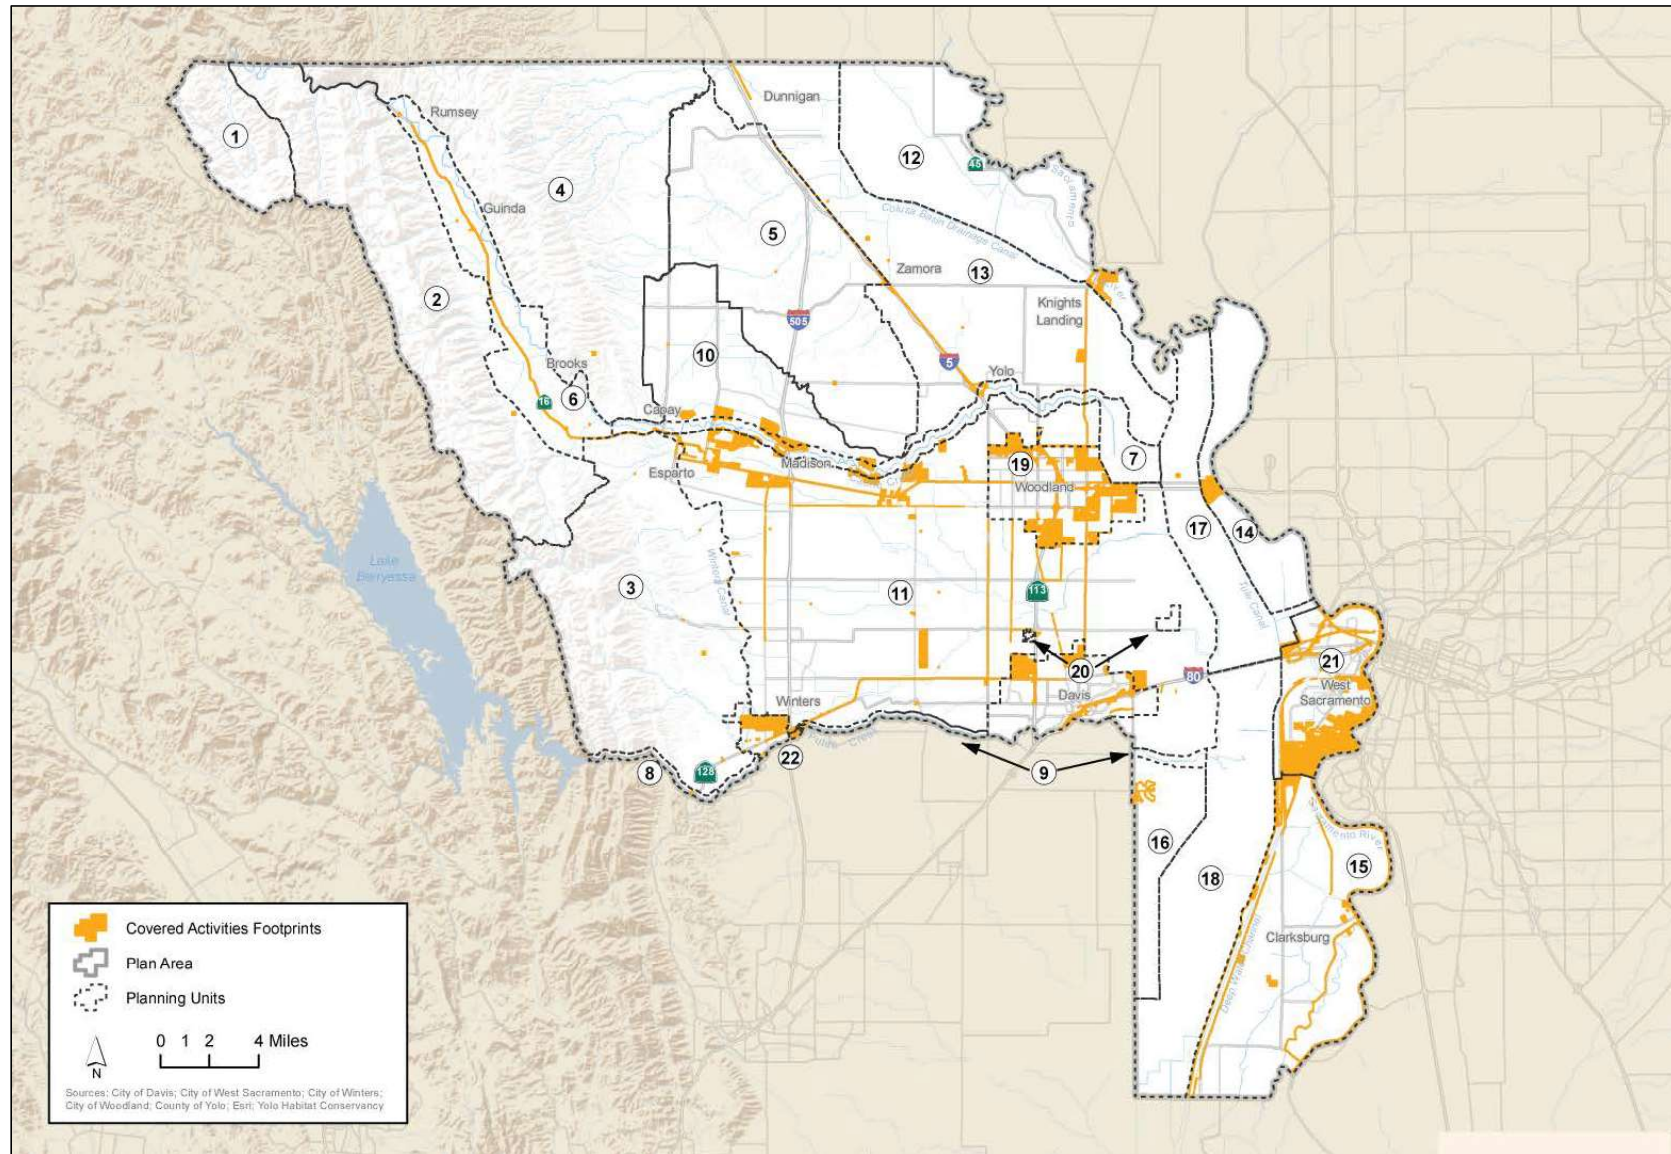 Rumsey
Dunnigan
1
12
45
Sacramento
4
Guinda
Colusa Basin Drainage Canal
5
Zamora
13
2
River
Knights
Landing
505
10
5
Brooks
Yolo
16
6
Capay
7
Madison
19
Esparto
Woodland
17
14
Lake
Berryessa
Winters Canal
3
11
113
Tule Canal
20
21
80
West
Sacramento
Davis
Winters
Putah Creek
22
9
8
128
16
Sacramento River
15
18
Clarksburg
Deep Water Channel
Covered Activities Footprints
Plan Area
Planning Units
0 1 2 4 Miles
N
Sources: City of Davis; City of West Sacramento; City of Winters;
City of Woodland; County of Yolo; Esri; Yolo Habitat Conservancy